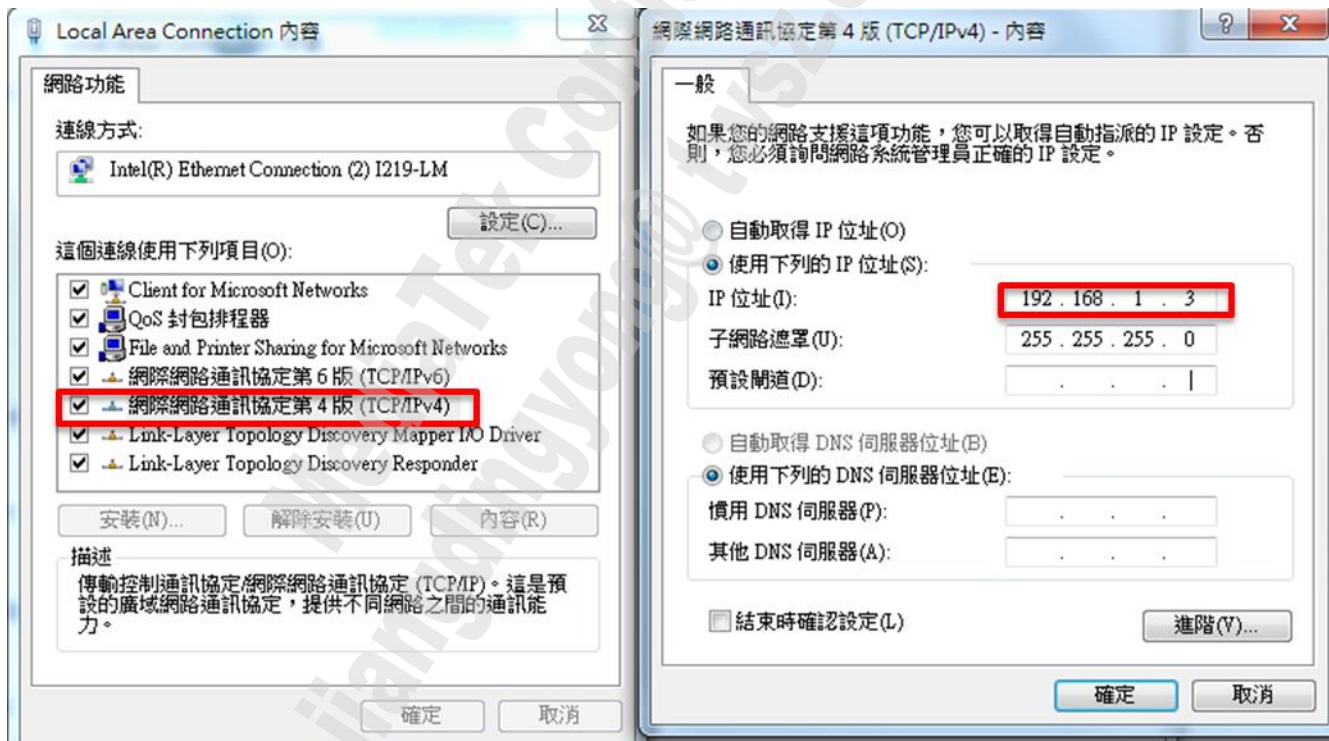 Local Area Connection 內容
網路功能
連線方式:
Intel(R) Ethernet Connection (2) I219-LM
設定(C)...
這個連線使用下列項目(O):
Client for Microsoft Networks
QoS 封包排程器
File and Printer Sharing for Microsoft Networks
網際網路通訊協定第 6 版 (TCP/IPv6)
網際網路通訊協定第 4 版 (TCP/IPv4)
Link-Layer Topology Discovery Mapper I/O Driver
Link-Layer Topology Discovery Responder
安裝(N)...
解除安裝(U)
內容(R)
描述
傳輸控制通訊協定/網際網路通訊協定 (TCP/IP)。這是預
設的廣域網路通訊協定，提供不同網路之間的通訊能
力。
確定
取消
網際網路通訊協定第 4 版 (TCP/IPv4) - 內容
一般
如果您的網路支援這項功能，您可以取得自動指派的 IP 設定。否
則，您必須詢問網路系統管理員正確的 IP 設定。
自動取得 IP 位址(O)
使用下列的 IP 位址(S):
IP 位址(I):
192 . 168 . 1 . 3
子網路遮罩(U):
255 . 255 . 255 . 0
預設閘道(D):
. . .
自動取得 DNS 伺服器位址(B)
使用下列的 DNS 伺服器位址(E):
慣用 DNS 伺服器(P):
. . .
其他 DNS 伺服器(A):
. . .
結束時確認設定(L)
進階(V)...
確定
取消
MediaTek